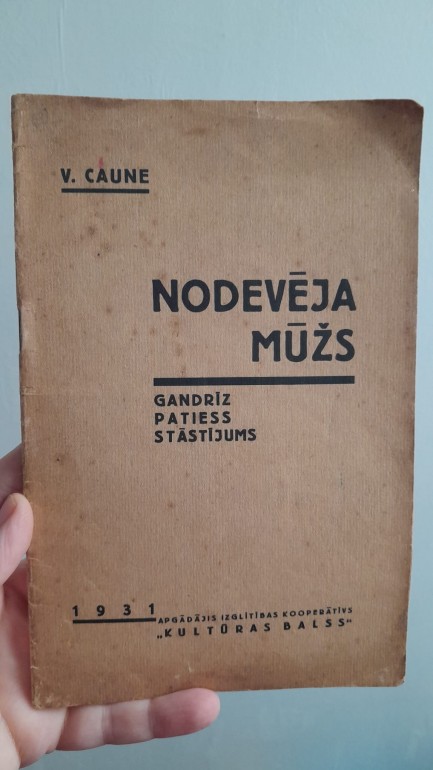 V. CAUNE
NODEVĒJA
MŪŽS
GANDRĪZ
PATIESS
STĀSTĪJUMS
1931
APGĀDĀJIS IZGLĪTĪBAS KOOPERĀTĪVS
„KULTŪRAS BALSS“